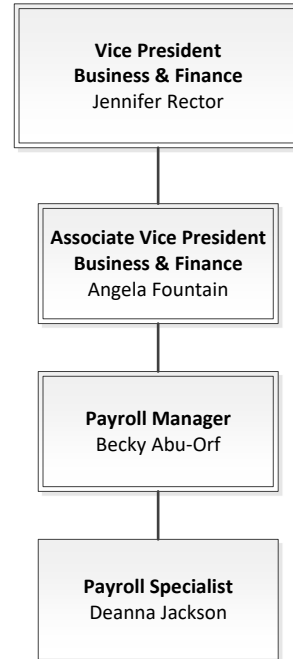 Vice President
Business & Finance
Jennifer Rector
Associate Vice President
Business & Finance
Angela Fountain
Payroll Manager
Becky Abu-Orf
Payroll Specialist
Deanna Jackson